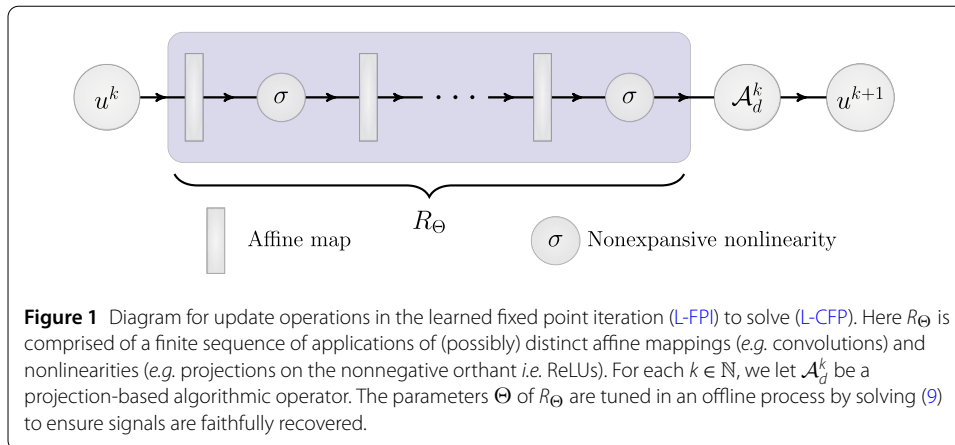 u^k σ · · · σ 𝒜_d^k u^{k+1}
R_Θ
Affine map σ Nonexpansive nonlinearity
Figure 1 Diagram for update operations in the learned fixed point iteration (L-FPI) to solve (L-CFP). Here R_Θ is
comprised of a finite sequence of applications of (possibly) distinct affine mappings (e.g. convolutions) and
nonlinearities (e.g. projections on the nonnegative orthant i.e. ReLUs). For each k ∈ ℕ, we let 𝒜_d^k be a
projection-based algorithmic operator. The parameters Θ of R_Θ are tuned in an offline process by solving (9)
to ensure signals are faithfully recovered.